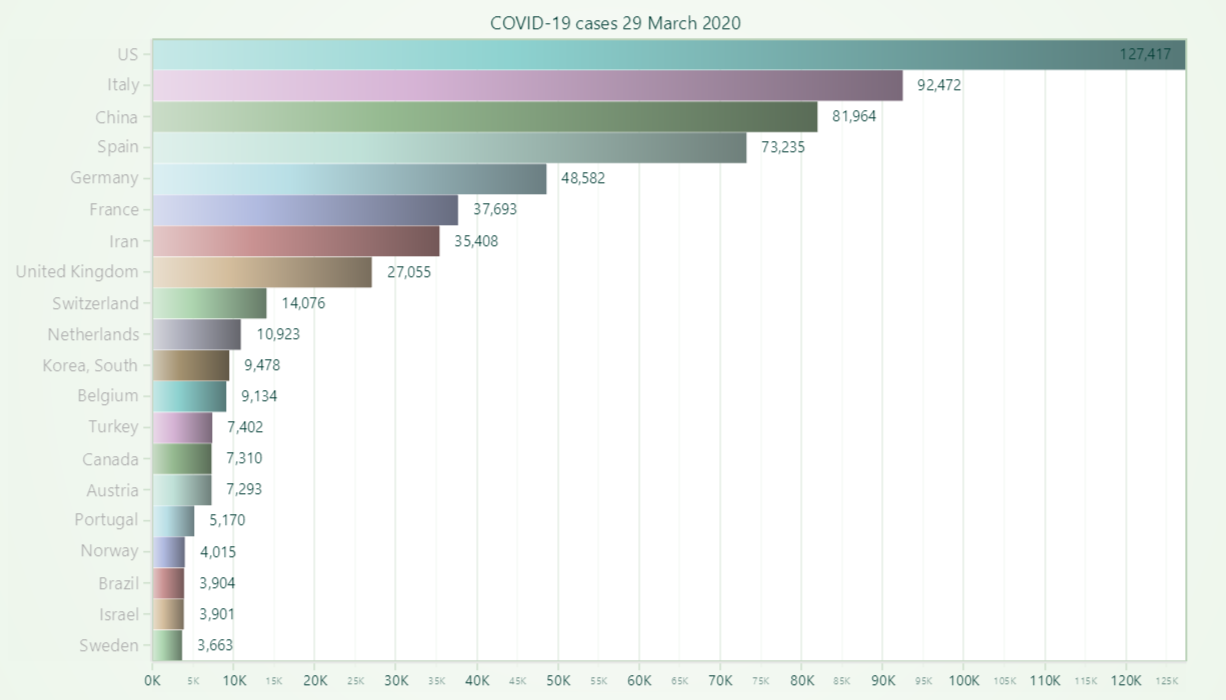 COVID-19 cases 29 March 2020
US 127,417
Italy 92,472
China 81,964
Spain 73,235
Germany 48,582
France 37,693
Iran 35,408
United Kingdom 27,055
Switzerland 14,076
Netherlands 10,923
Korea, South 9,478
Belgium 9,134
Turkey 7,402
Canada 7,310
Austria 7,293
Portugal 5,170
Norway 4,015
Brazil 3,904
Israel 3,901
Sweden 3,663
0K 5K 10K 15K 20K 25K 30K 35K 40K 45K 50K 55K 60K 65K 70K 75K 80K 85K 90K 95K 100K 105K 110K 115K 120K 125K